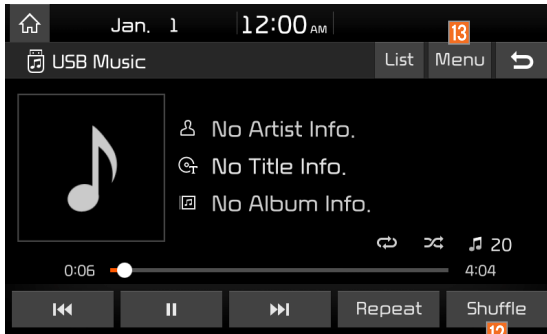 Jan. 1 12:00 AM
13
USB Music List Menu
No Artist Info.
No Title Info.
No Album Info.
20
0:06 4:04
Repeat Shuffle
12